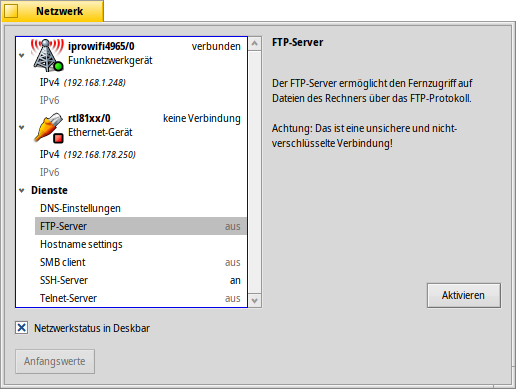 Netzwerk
iprowifi4965/0 verbunden
Funknetzwerkgerät
IPv4 (192.168.1.248)
IPv6
rtl81xx/0 keine Verbindung
Ethernet-Gerät
IPv4 (192.168.178.250)
IPv6
Dienste
DNS-Einstellungen
FTP-Server aus
Hostname settings
SMB client aus
SSH-Server an
Telnet-Server aus
FTP-Server
Der FTP-Server ermöglicht den Fernzugriff auf
Dateien des Rechners über das FTP-Protokoll.
Achtung: Das ist eine unsichere und nicht-
verschlüsselte Verbindung!
Aktivieren
Netzwerkstatus in Deskbar
Anfangswerte